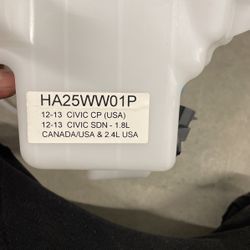 HA25WW01P
12-13 CIVIC CP (USA)
12-13 CIVIC SDN - 1.8L
CANADA/USA & 2.4L USA